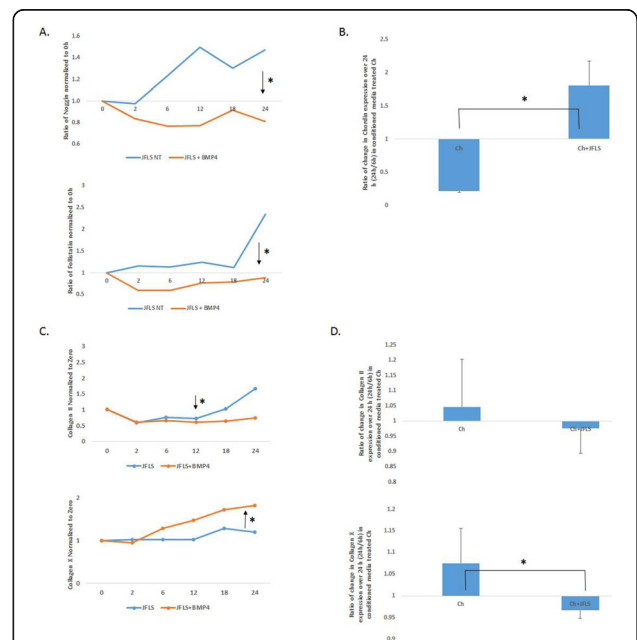 A.
Ratio of Noggin normalized to 0h
1.6
1.4
1.2
1.0
0.8
0.6
0
2
6
12
18
24
*
JFLS NT
JFLS + BMP4
Ratio of Follistatin normalized to 0h
3
2.5
2
1.5
1
0.5
0
2
6
12
18
24
*
JFLS NT
JFLS + BMP4
B.
Ratio of change in Chordin expression over 24
h (24h/6h) in conditioned media treated Ch
2.5
2
1.5
1
0.5
0
Ch
Ch+JFLS
*
C.
Collagen II Normalized to Zero
3
2.5
2
1.5
1
0.5
0
0
2
6
12
18
24
*
JFLS
JFLS+BMP4
Collagen X Normalized to Zero
2
1
0
0
2
6
12
18
24
*
JFLS
JFLS+BMP4
D.
Ratio of change in Collagen II
expression over 24 h (24h/6h) in
conditioned media treated Ch
1.25
1.2
1.15
1.1
1.05
1
0.95
0.9
0.85
0.8
Ch
Ch+JFLS
Ratio of change in Collagen X
expression over 24 h (24h/6h) in
conditioned media treated Ch
1.2
1.15
1.1
1.05
1
0.95
0.9
Ch
Ch+JFLS
*